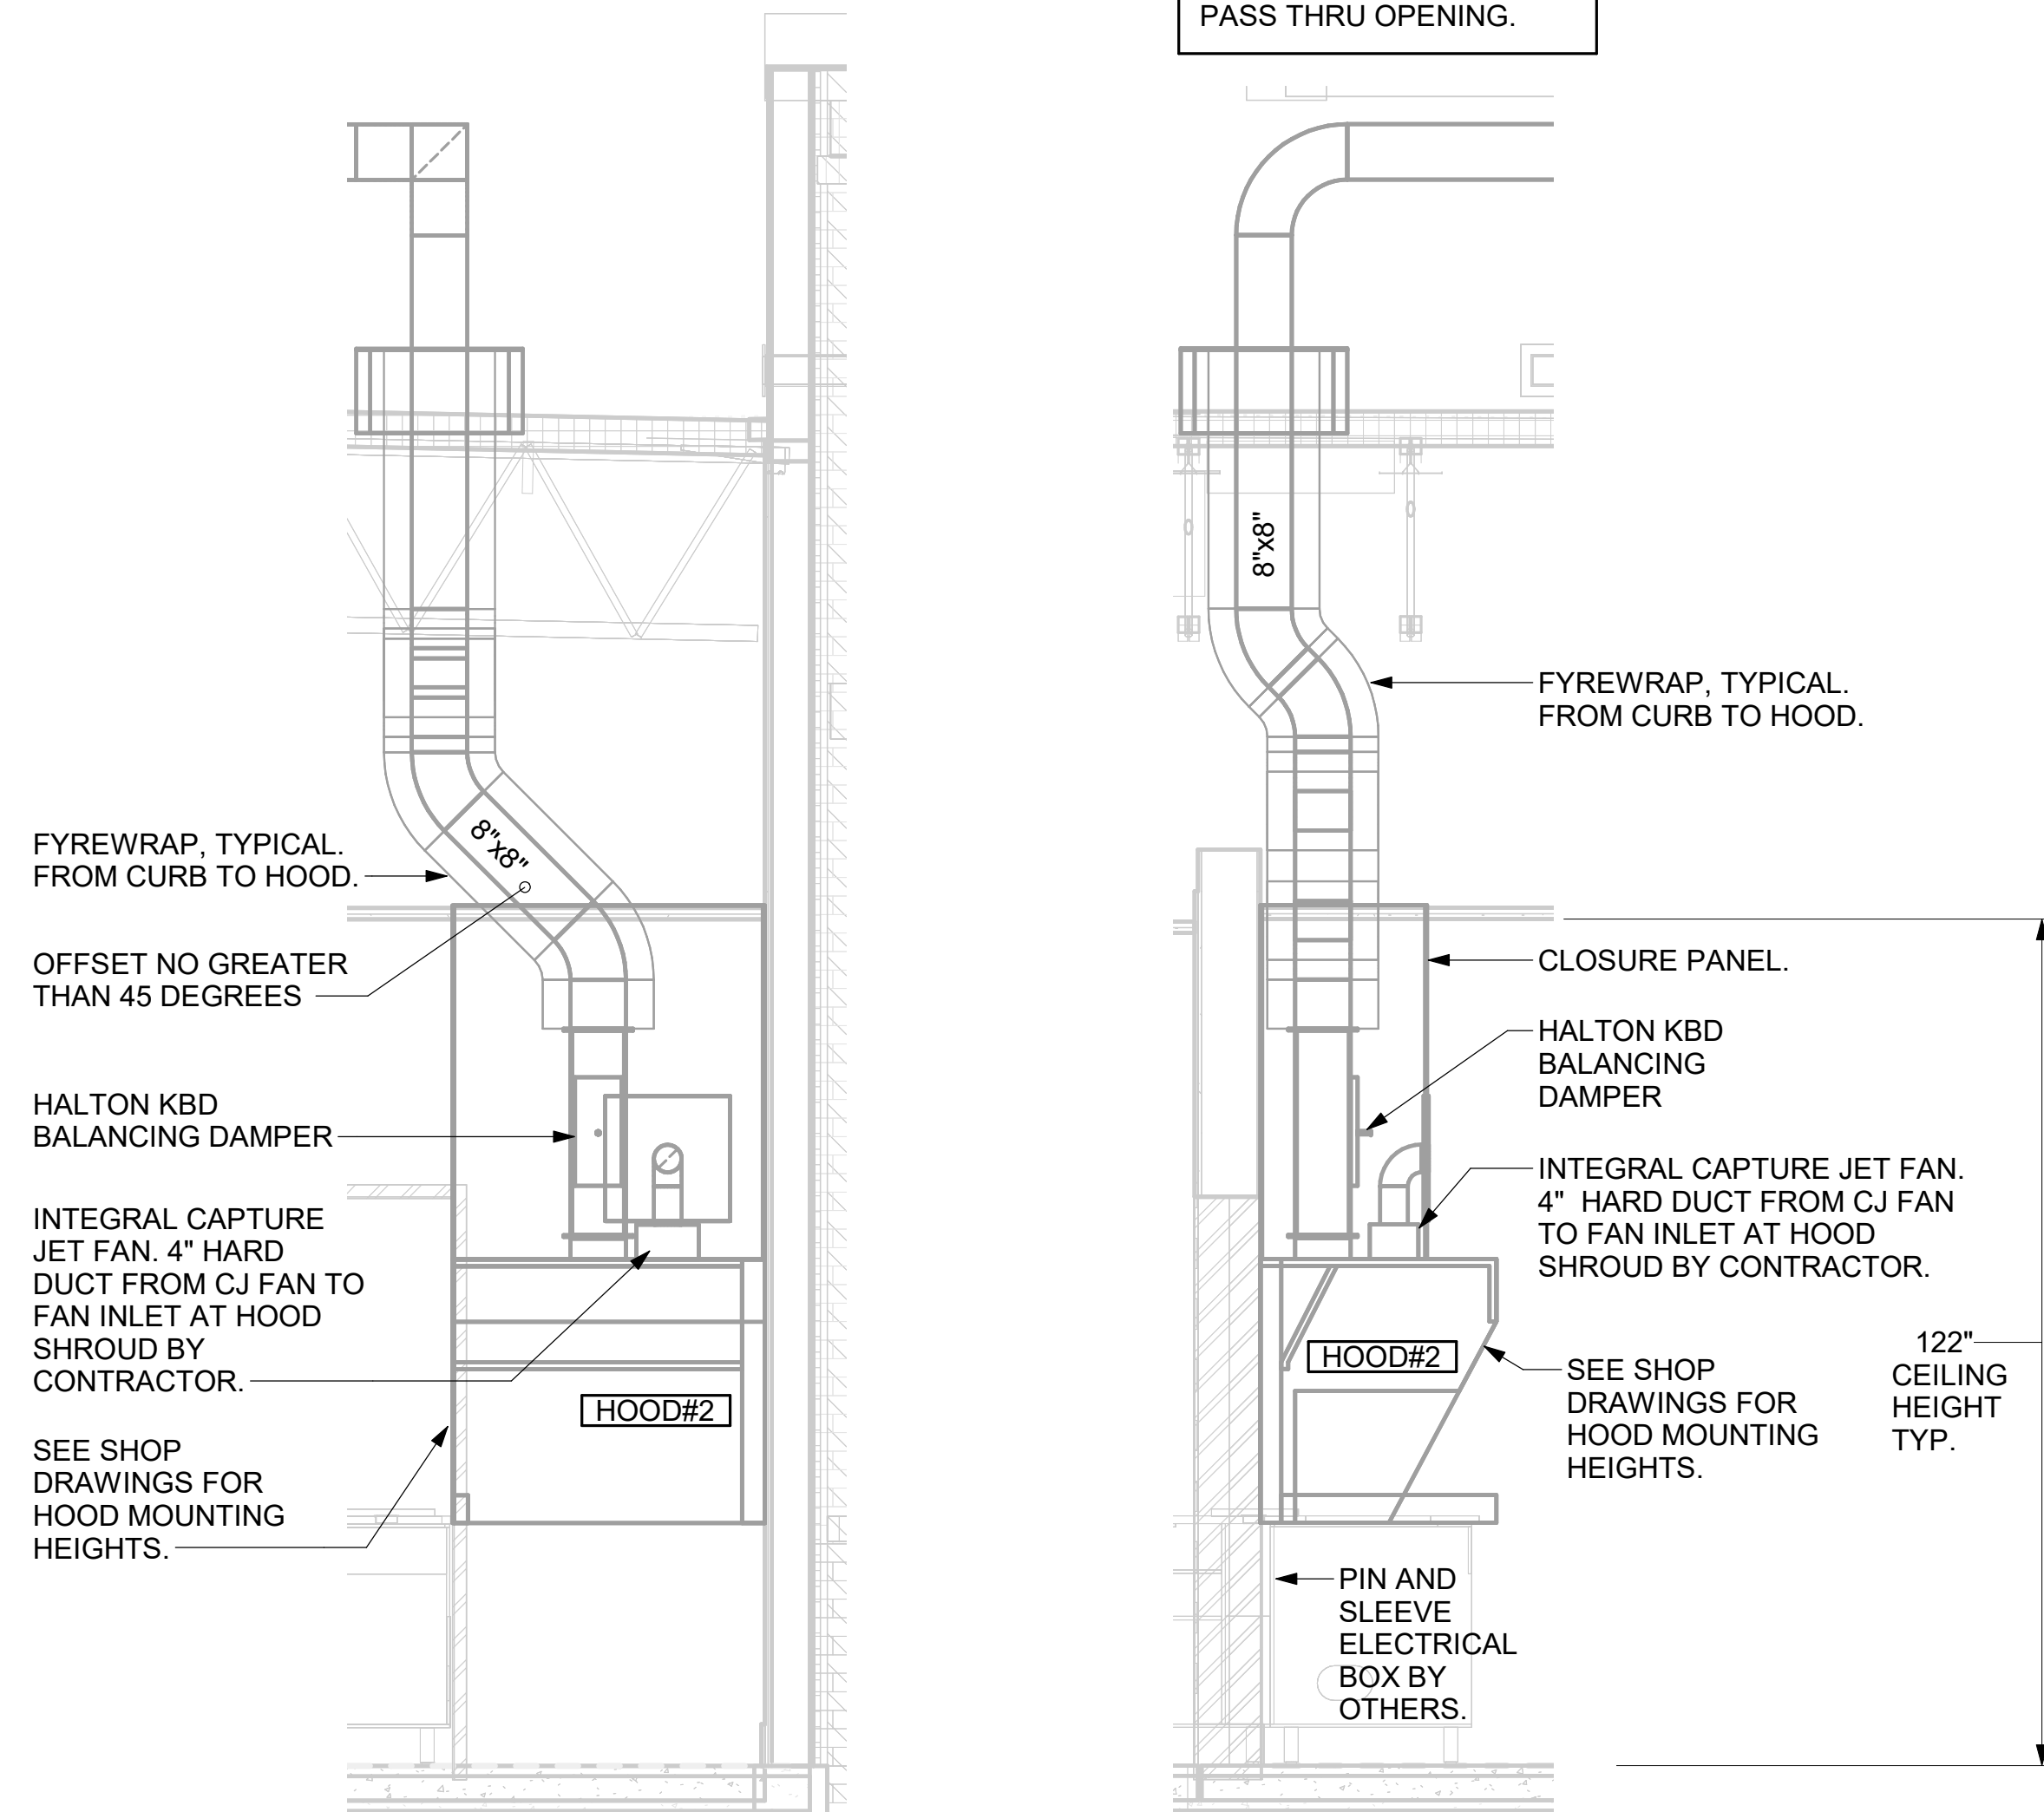 PASS THRU OPENING.
8"x8"
FYREWRAP, TYPICAL.
FROM CURB TO HOOD.
8"x8"
FYREWRAP, TYPICAL.
FROM CURB TO HOOD.
OFFSET NO GREATER
THAN 45 DEGREES
HALTON KBD
BALANCING DAMPER
INTEGRAL CAPTURE
JET FAN. 4" HARD
DUCT FROM CJ FAN TO
FAN INLET AT HOOD
SHROUD BY
CONTRACTOR.
HOOD#2
SEE SHOP
DRAWINGS FOR
HOOD MOUNTING
HEIGHTS.
CLOSURE PANEL.
HALTON KBD
BALANCING
DAMPER
INTEGRAL CAPTURE JET FAN.
4" HARD DUCT FROM CJ FAN
TO FAN INLET AT HOOD
SHROUD BY CONTRACTOR.
HOOD#2
SEE SHOP
DRAWINGS FOR
HOOD MOUNTING
HEIGHTS.
122"
CEILING
HEIGHT
TYP.
PIN AND
SLEEVE
ELECTRICAL
BOX BY
OTHERS.